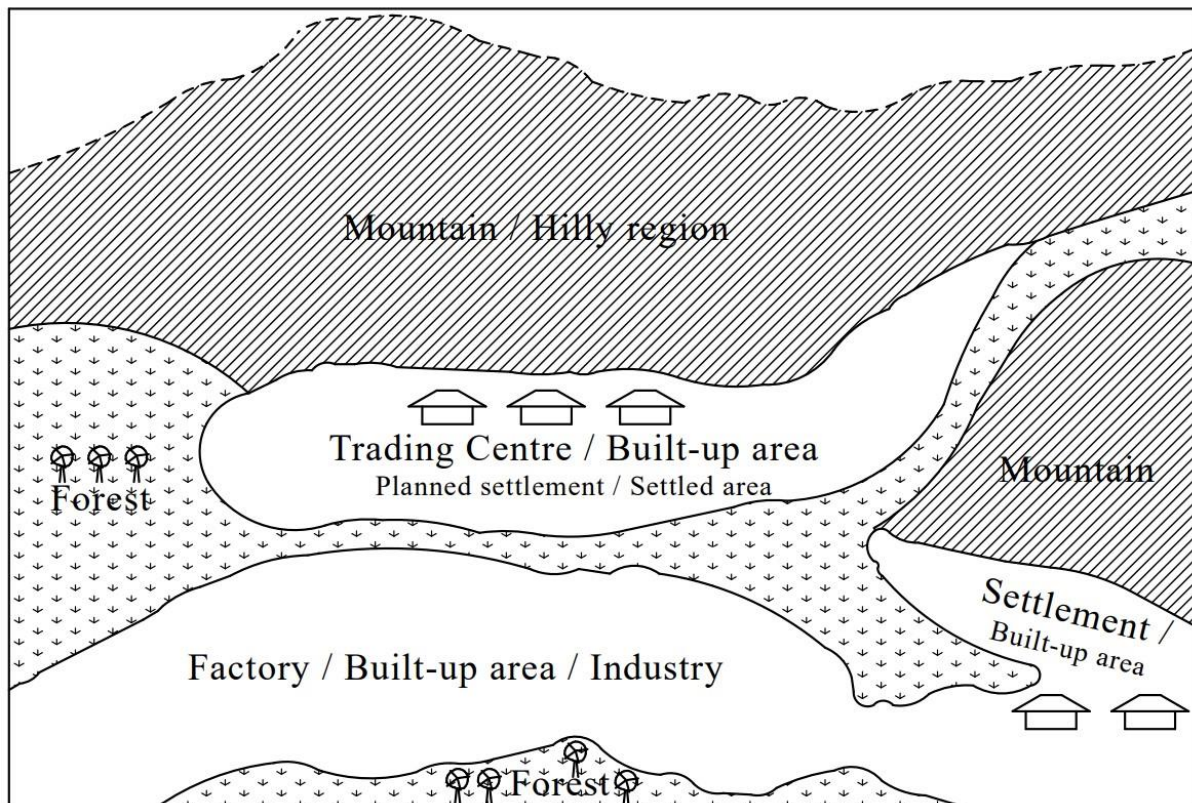 Mountain / Hilly region
Trading Centre / Built-up area
Planned settlement / Settled area
Forest
Mountain
Settlement /
Built-up area
Factory / Built-up area / Industry
Forest